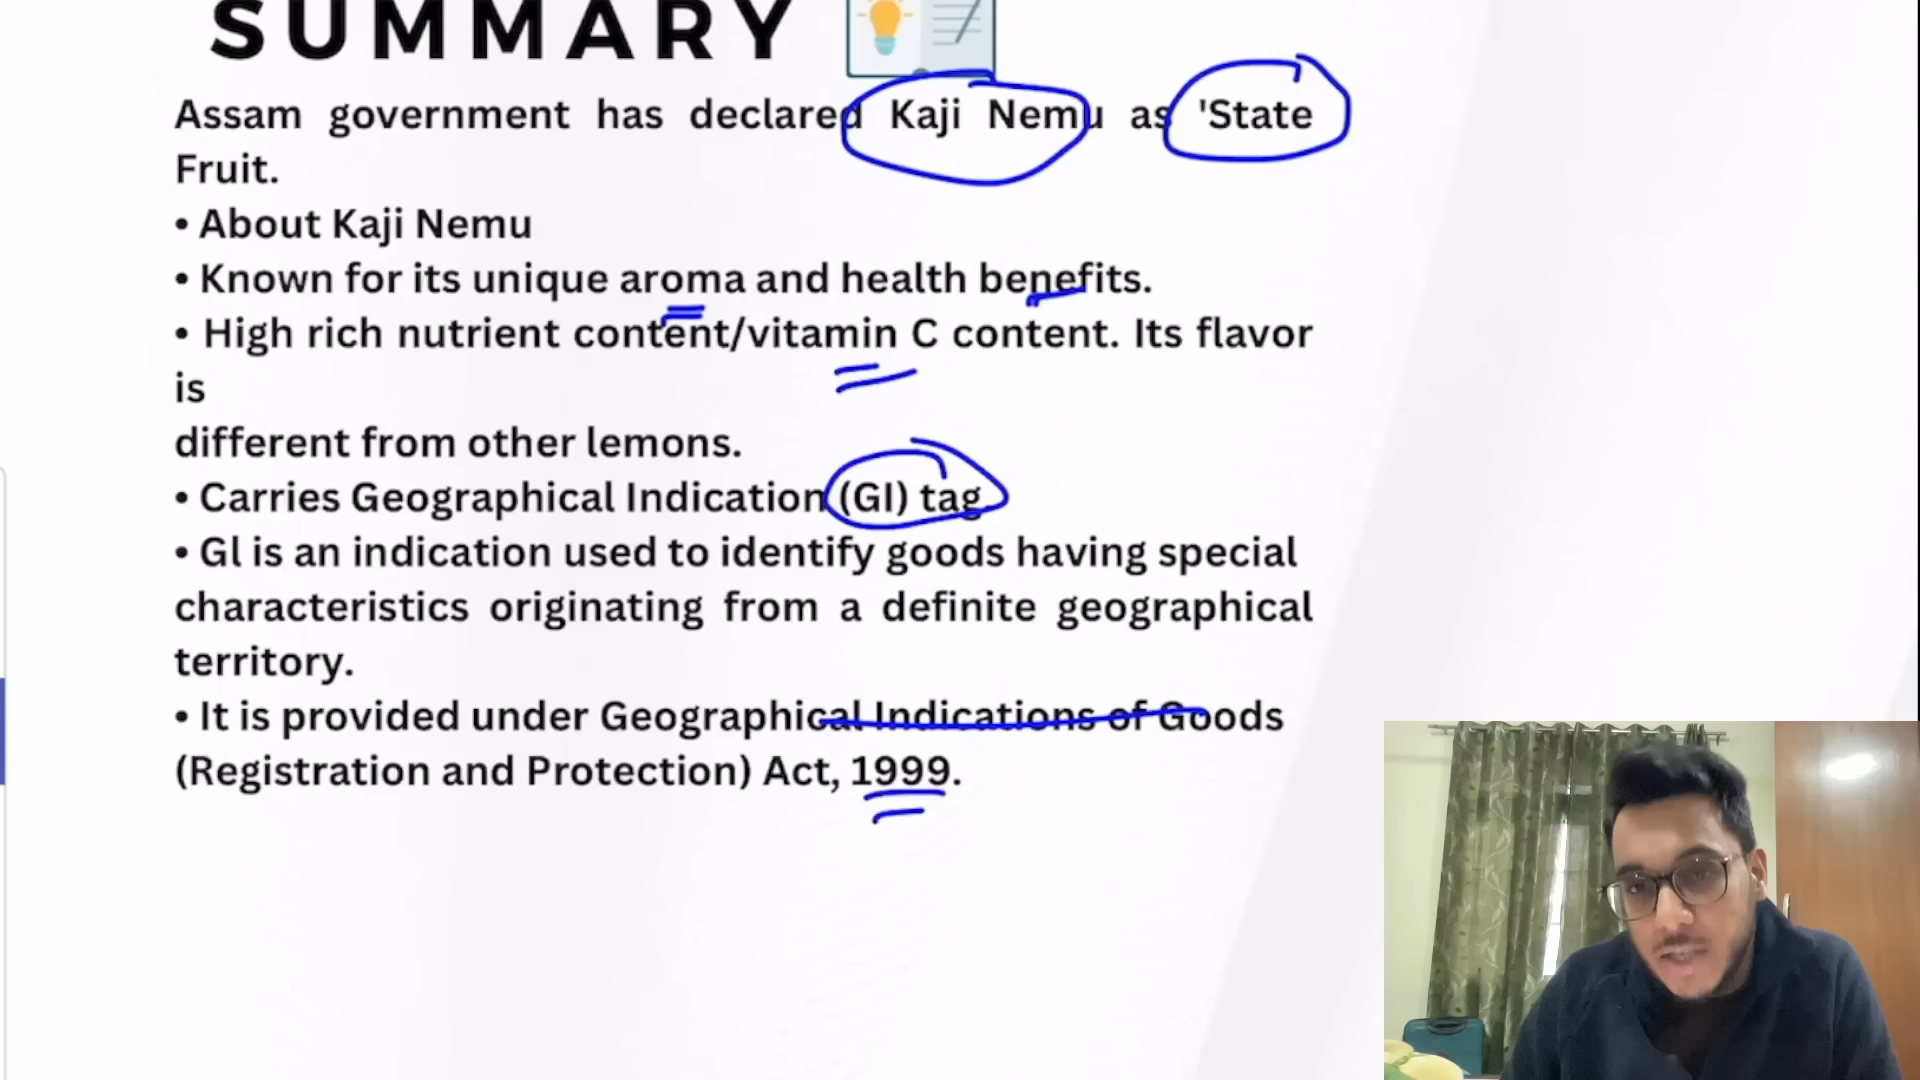 SUMMARY
Assam government has declared Kaji Nemu as 'State
Fruit.
• About Kaji Nemu
• Known for its unique aroma and health benefits.
• High rich nutrient content/vitamin C content. Its flavor
is
different from other lemons.
• Carries Geographical Indication (GI) tag
• Gl is an indication used to identify goods having special
characteristics originating from a definite geographical
territory.
• It is provided under Geographical Indications of Goods
(Registration and Protection) Act, 1999.